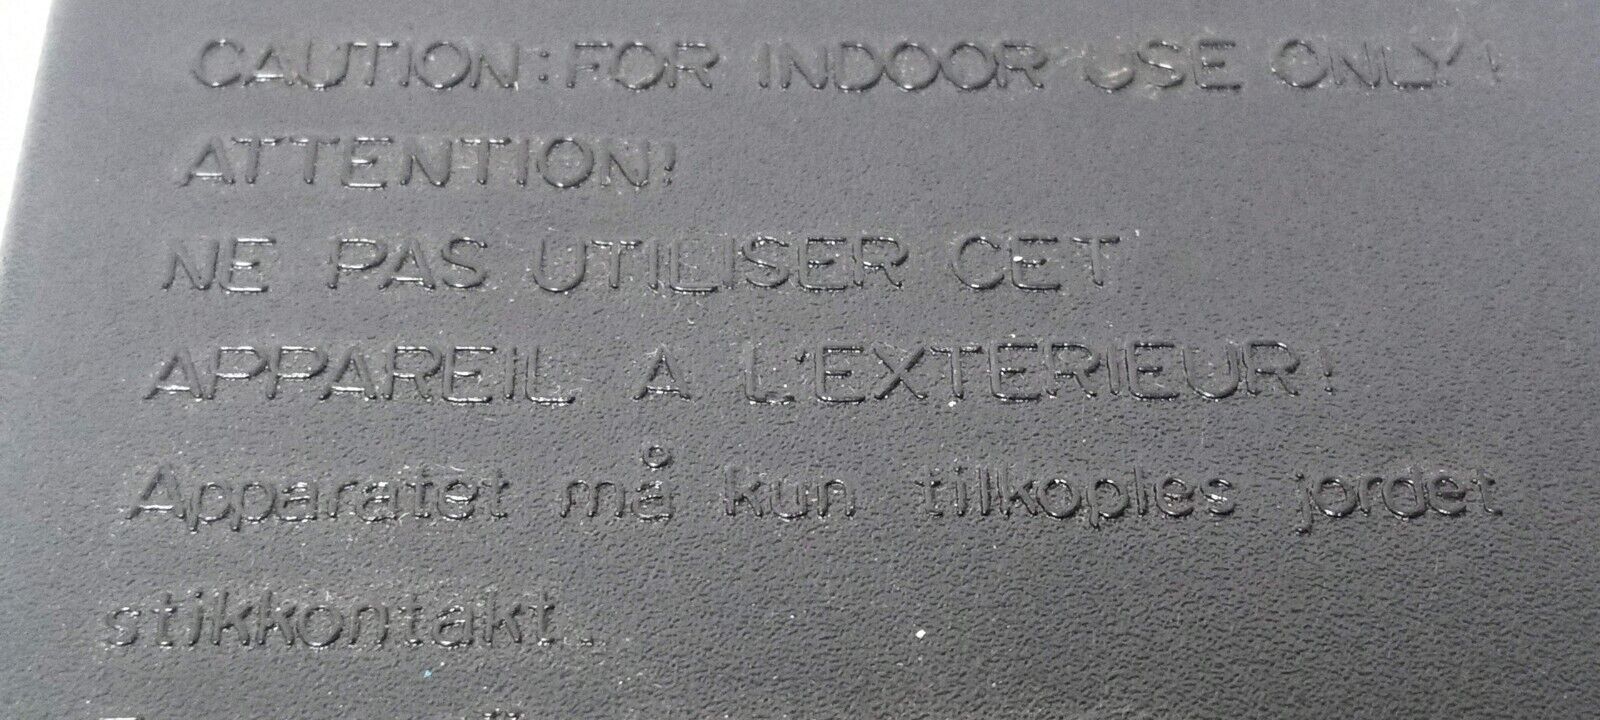 CAUTION: FOR INDOOR USE ONLY!
ATTENTION!
NE PAS UTILISER CET
APPAREIL A L'EXTERIEUR!
Apparatet må kun tilkoples jordet
stikkontakt.